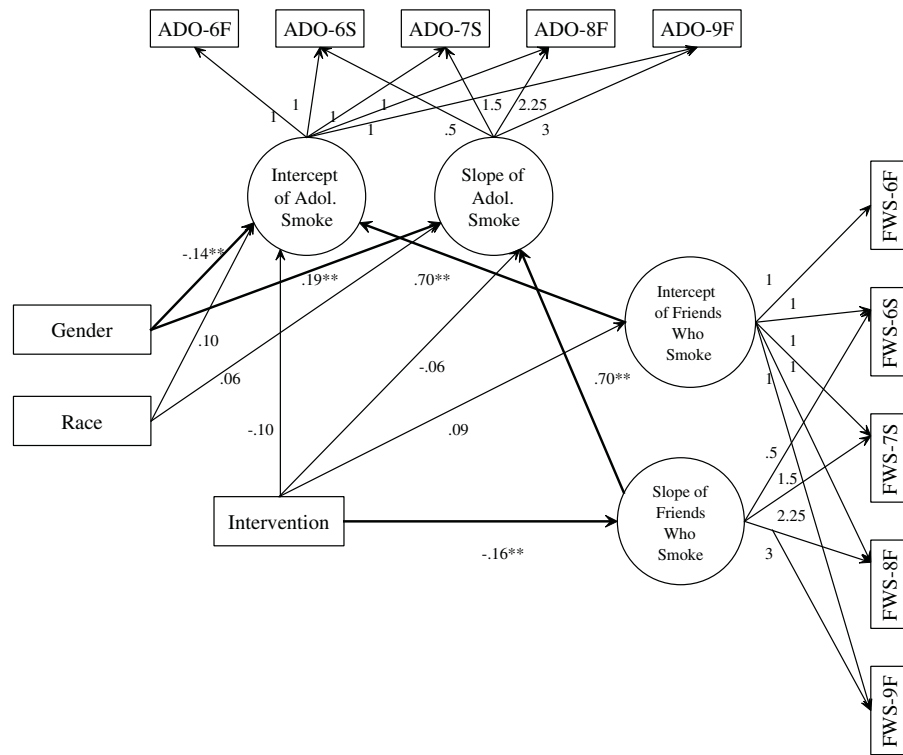 ADO-6F
ADO-6S
ADO-7S
ADO-8F
ADO-9F
1
1
1
1
1
.5
1.5
2.25
3
Intercept
of Adol.
Smoke
Slope of
Adol.
Smoke
-.14**
.19**
.70**
Gender
.10
.06
-.06
.70**
Race
-.10
.09
Intercept
of Friends
Who
Smoke
1
1
1
1
1
Intervention
-.16**
Slope of
Friends
Who
Smoke
.5
1.5
2.25
3
FWS-6F
FWS-6S
FWS-7S
FWS-8F
FWS-9F